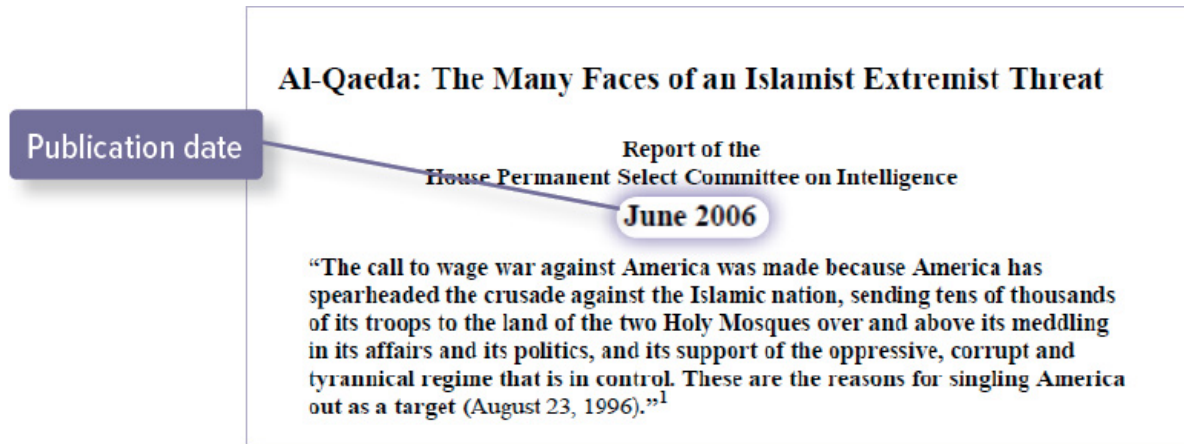 Al-Qaeda: The Many Faces of an Islamist Extremist Threat
Publication date
Report of the
House Permanent Select Committee on Intelligence
June 2006
“The call to wage war against America was made because America has
spearheaded the crusade against the Islamic nation, sending tens of thousands
of its troops to the land of the two Holy Mosques over and above its meddling
in its affairs and its politics, and its support of the oppressive, corrupt and
tyrannical regime that is in control. These are the reasons for singling America
out as a target (August 23, 1996).”1